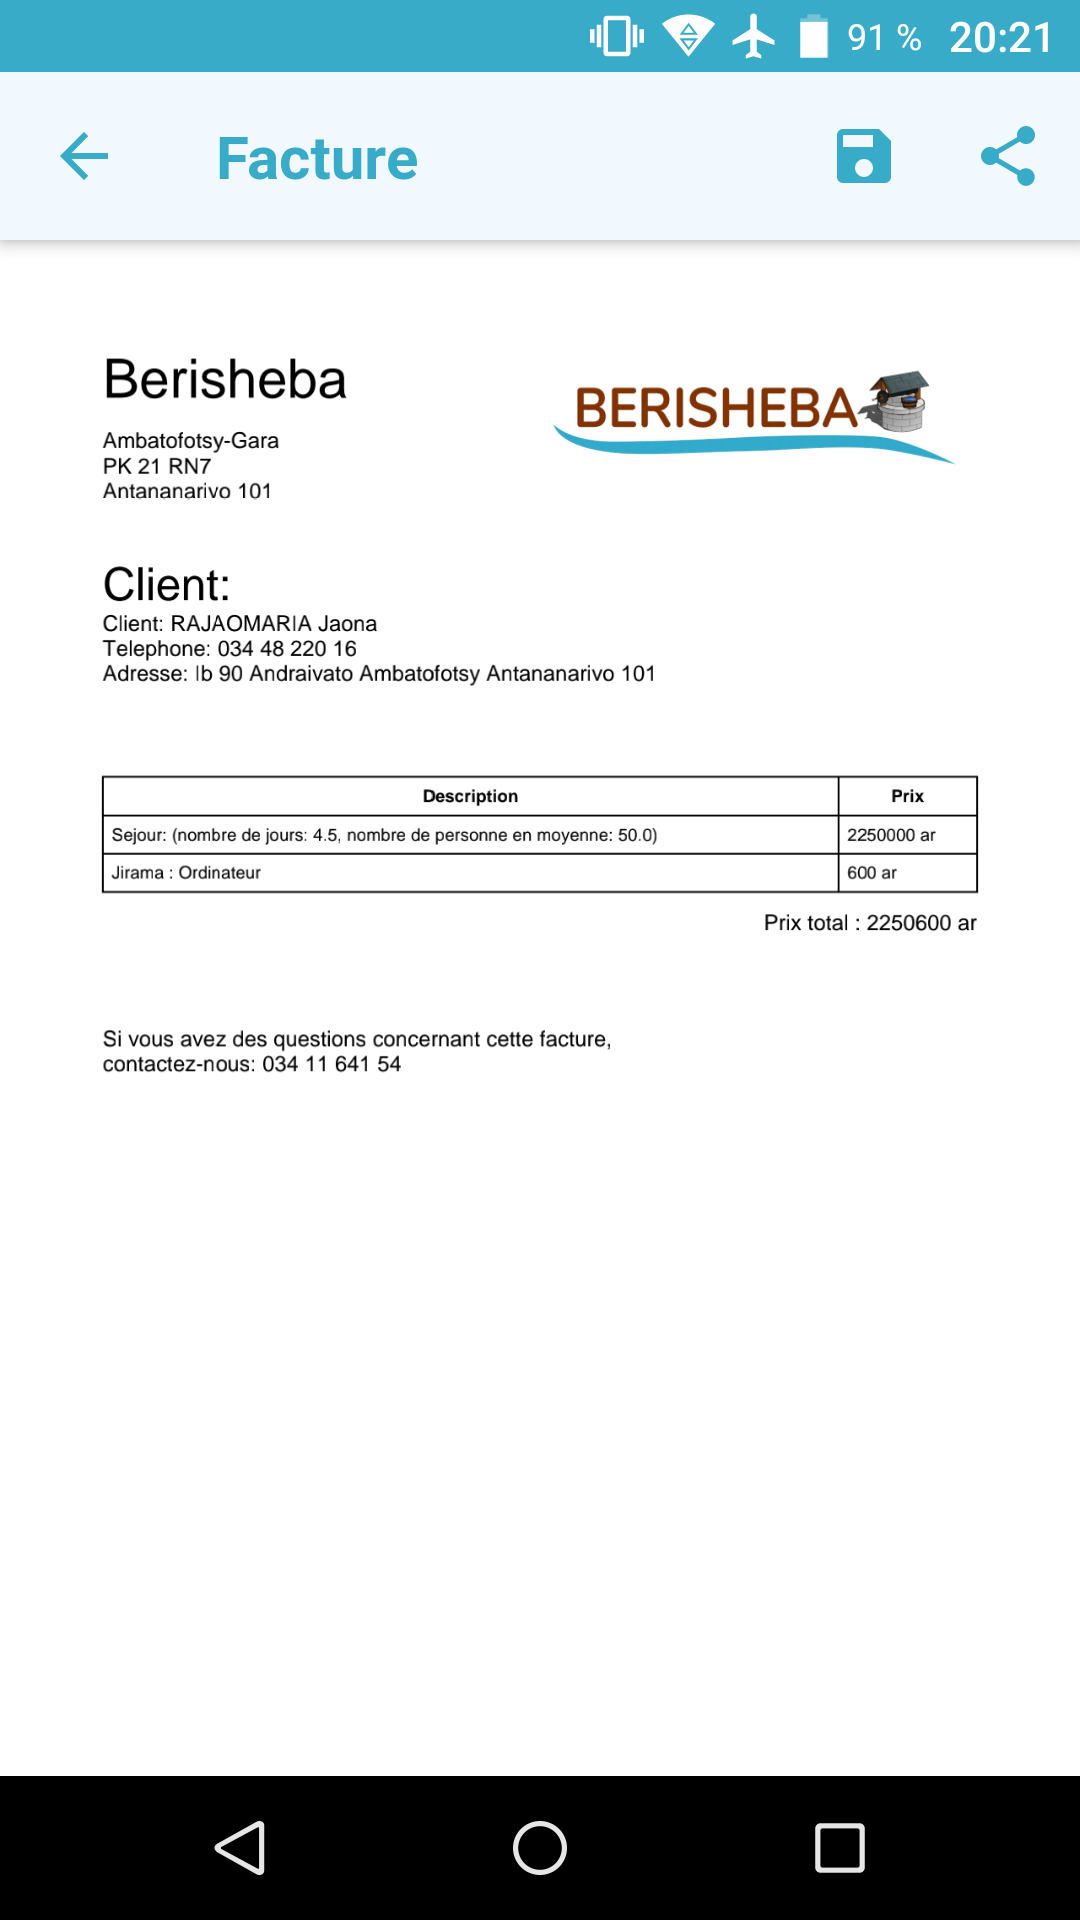 91 % 20:21
Facture
Berisheba
BERISHEBA
Ambatofotsy-Gara
PK 21 RN7
Antananarivo 101
Client:
Client: RAJAOMARIA Jaona
Telephone: 034 48 220 16
Adresse: lb 90 Andraivato Ambatofotsy Antananarivo 101
Description Prix
Sejour: (nombre de jours: 4.5, nombre de personne en moyenne: 50.0) 2250000 ar
Jirama : Ordinateur 600 ar
Prix total : 2250600 ar
Si vous avez des questions concernant cette facture,
contactez-nous: 034 11 641 54